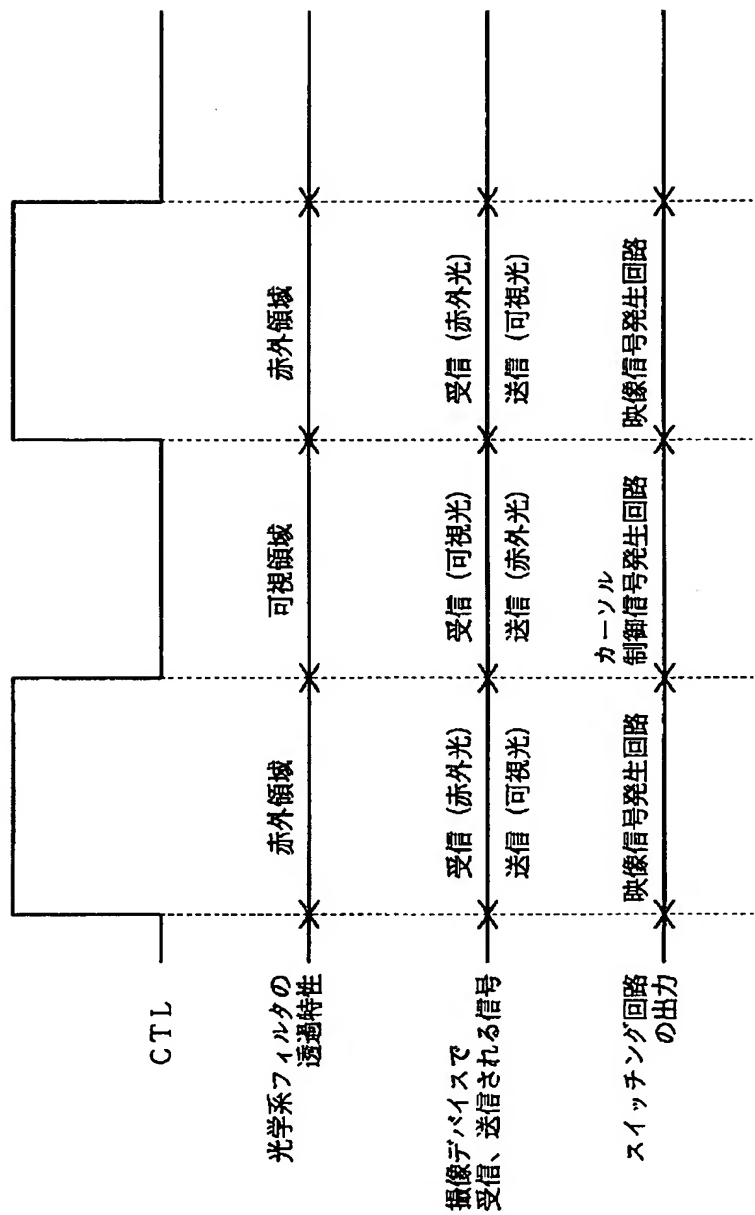 CTL
光学系フィルタの
透過特性
赤外領域
可視領域
赤外領域
撮像デバイスで
受信、送信される信号
受信 (赤外光)
送信 (可視光)
受信 (可視光)
送信 (赤外光)
受信 (赤外光)
送信 (可視光)
スイッチング回路
の出力
映像信号発生回路
カーソル
制御信号発生回路
映像信号発生回路